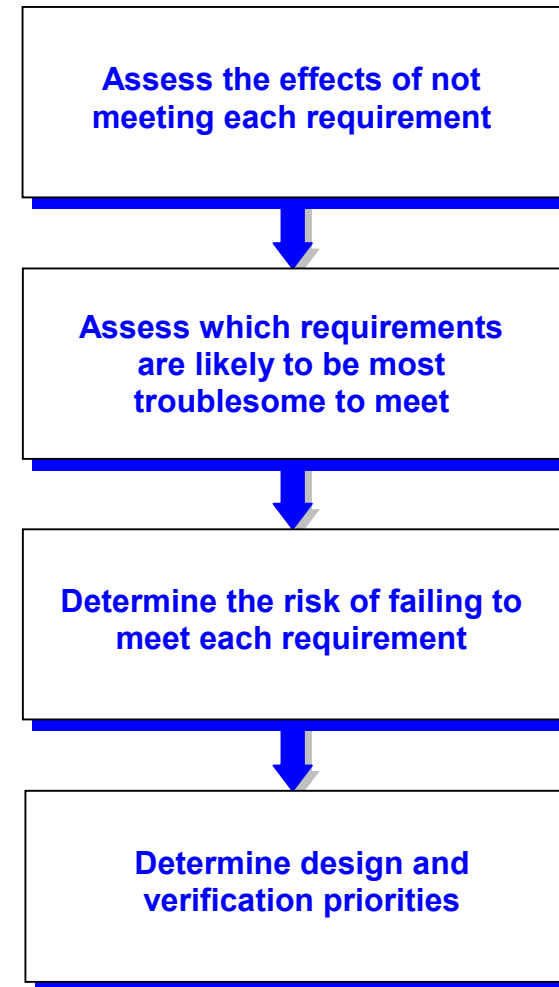 Assess the effects of not
meeting each requirement
Assess which requirements
are likely to be most
troublesome to meet
Determine the risk of failing to
meet each requirement
Determine design and
verification priorities